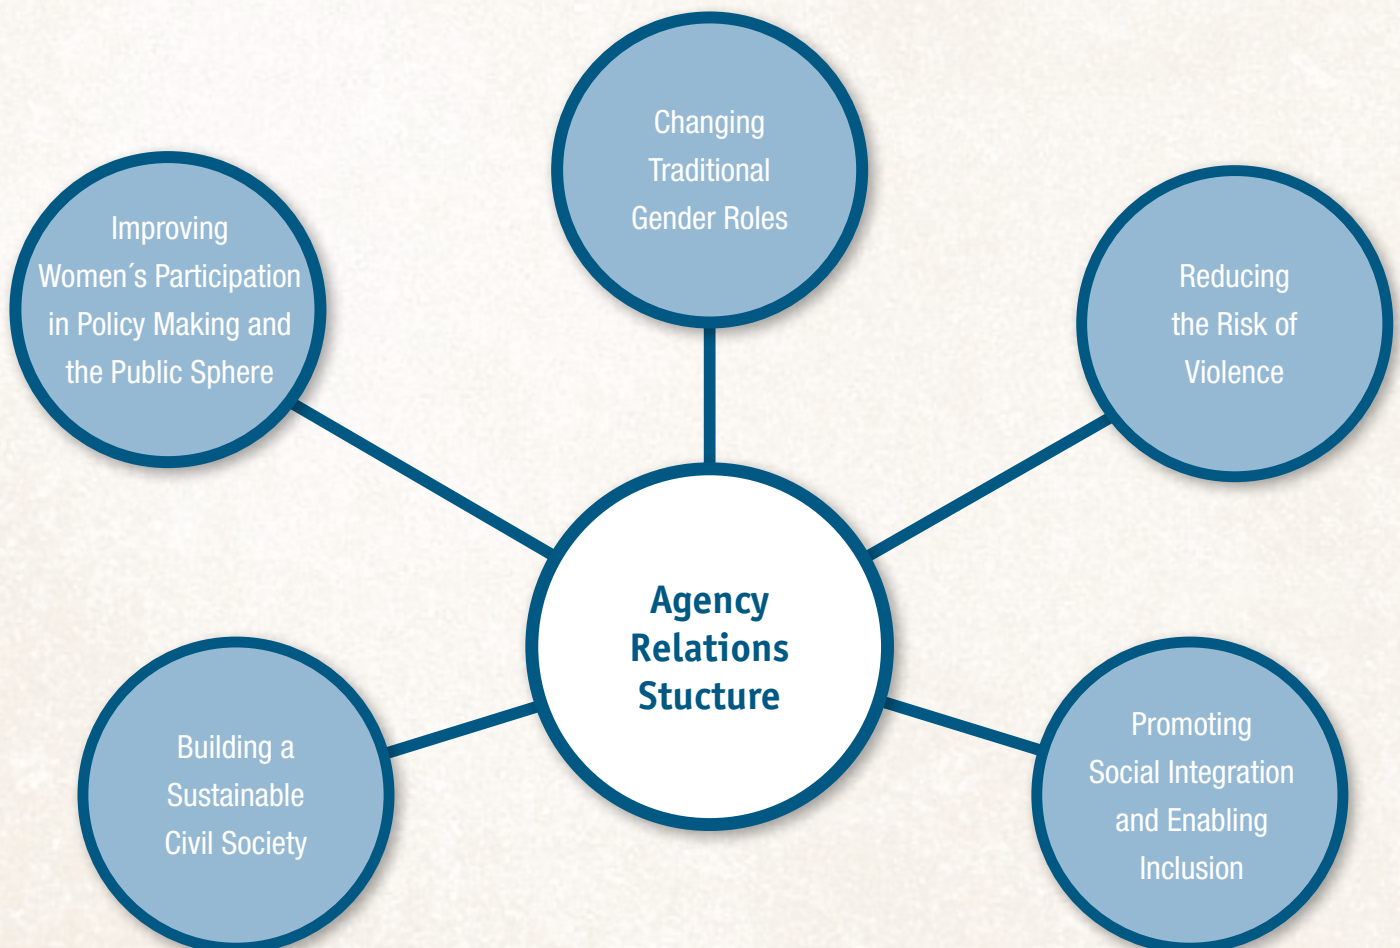 Changing
Traditional
Gender Roles
Improving
Women´s Participation
in Policy Making and
the Public Sphere
Reducing
the Risk of
Violence
Agency
Relations
Stucture
Building a
Sustainable
Civil Society
Promoting
Social Integration
and Enabling
Inclusion